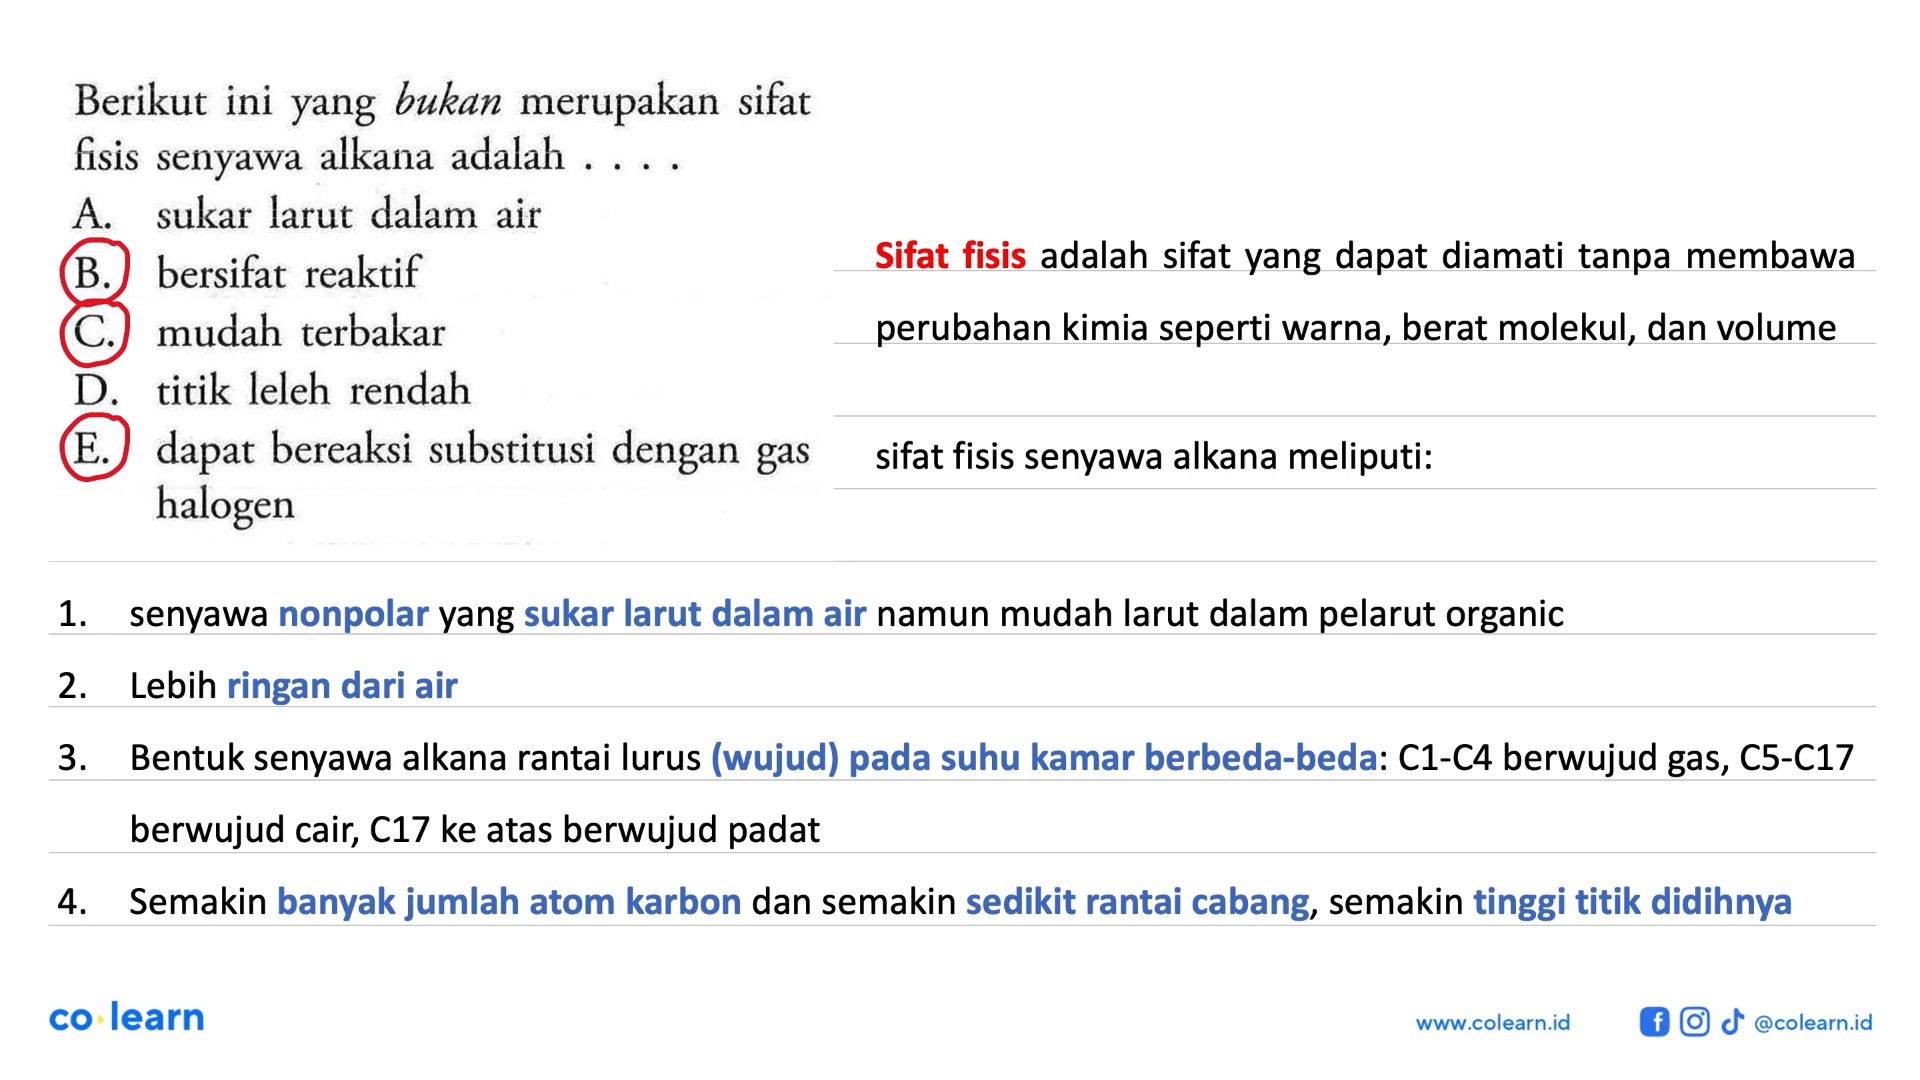 Berikut ini yang bukan merupakan sifat
fisis senyawa alkana adalah . . . .
A. sukar larut dalam air
B. bersifat reaktif
C. mudah terbakar
D. titik leleh rendah
E. dapat bereaksi substitusi dengan gas
halogen
Sifat fisis adalah sifat yang dapat diamati tanpa membawa
perubahan kimia seperti warna, berat molekul, dan volume
sifat fisis senyawa alkana meliputi:
1. senyawa nonpolar yang sukar larut dalam air namun mudah larut dalam pelarut organic
2. Lebih ringan dari air
3. Bentuk senyawa alkana rantai lurus (wujud) pada suhu kamar berbeda-beda: C1-C4 berwujud gas, C5-C17
berwujud cair, C17 ke atas berwujud padat
4. Semakin banyak jumlah atom karbon dan semakin sedikit rantai cabang, semakin tinggi titik didihnya
co learn
www.colearn.id
@colearn.id